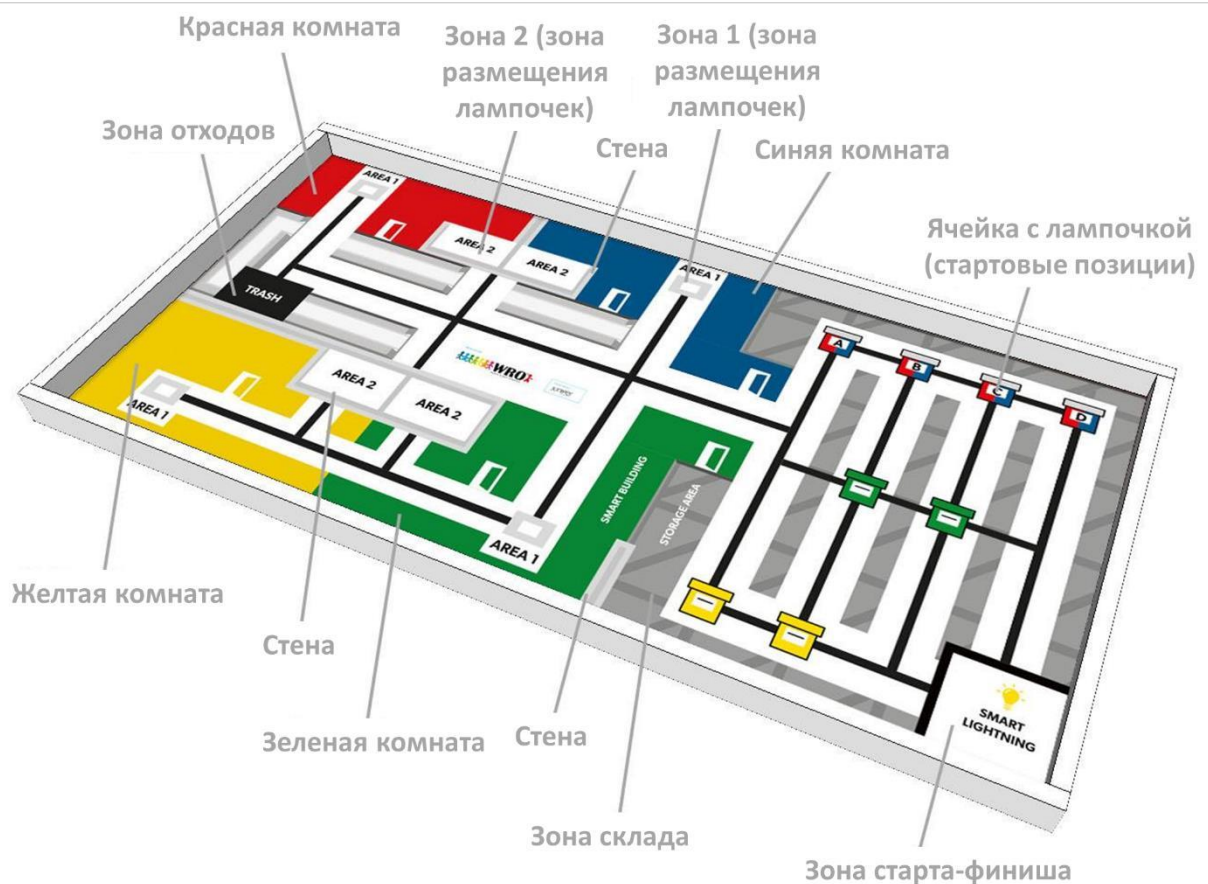 Красная комната
Зона 2 (зона
размещения
лампочек)
Зона 1 (зона
размещения
лампочек)
Зона отходов
Стена
Синяя комната
Ячейка с лампочкой
(стартовые позиции)
AREA 1
AREA 2
AREA 2
AREA 1
TRASH
A
B
C
D
WRO
AREA 2
AREA 2
AREA 1
SMART BUILDING
STORAGE AREA
AREA 1
Желтая комната
Стена
Зеленая комната
Стена
SMART
LIGHTNING
Зона склада
Зона старта-финиша